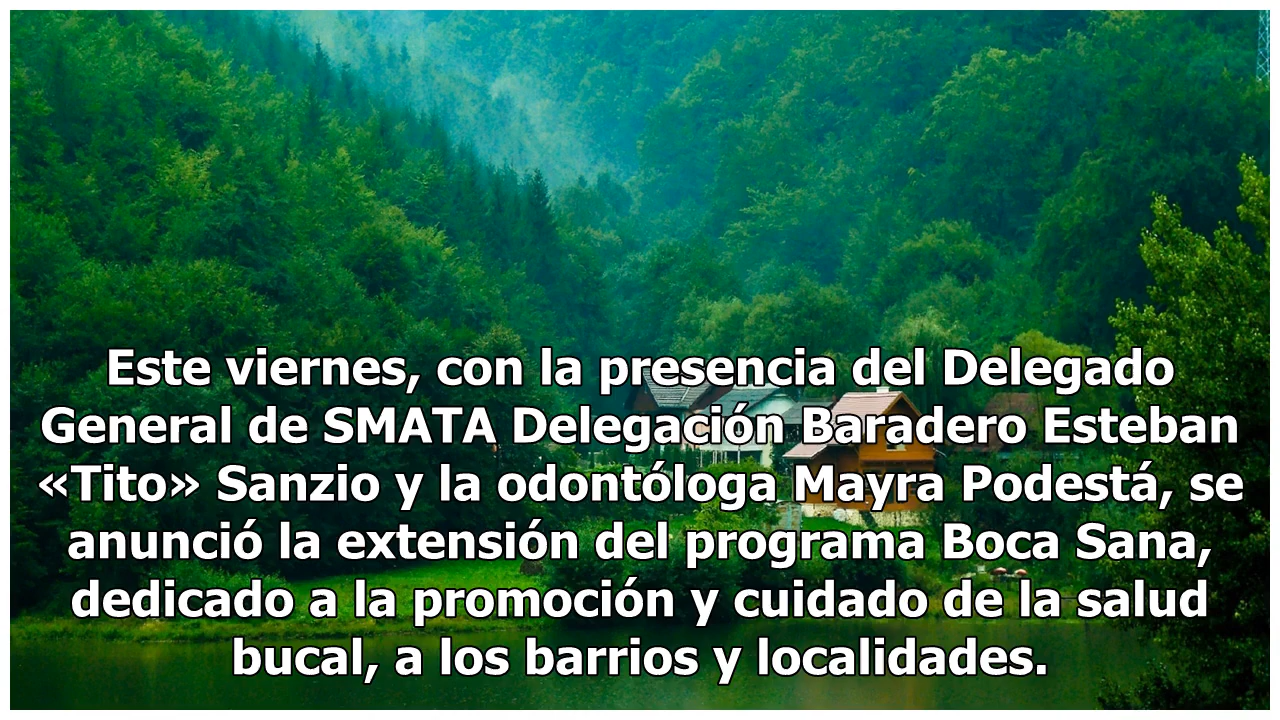 Este viernes, con la presencia del Delegado
General de SMATA Delegación Baradero Esteban
«Tito» Sanzio y la odontóloga Mayra Podestá, se
anunció la extensión del programa Boca Sana,
dedicado a la promoción y cuidado de la salud
bucal, a los barrios y localidades.